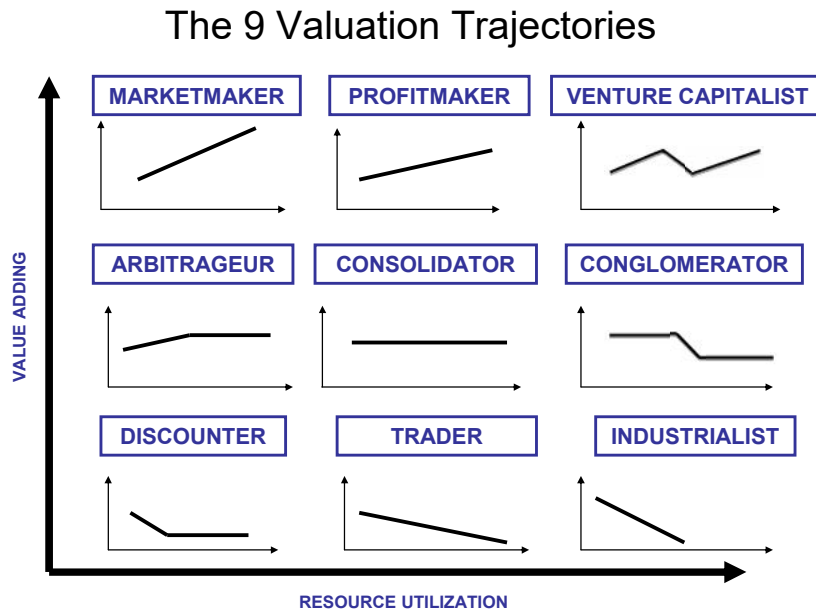 The 9 Valuation Trajectories
MARKETMAKER
PROFITMAKER
VENTURE CAPITALIST
ARBITRAGEUR
CONSOLIDATOR
CONGLOMERATOR
DISCOUNTER
TRADER
INDUSTRIALIST
VALUE ADDING
RESOURCE UTILIZATION